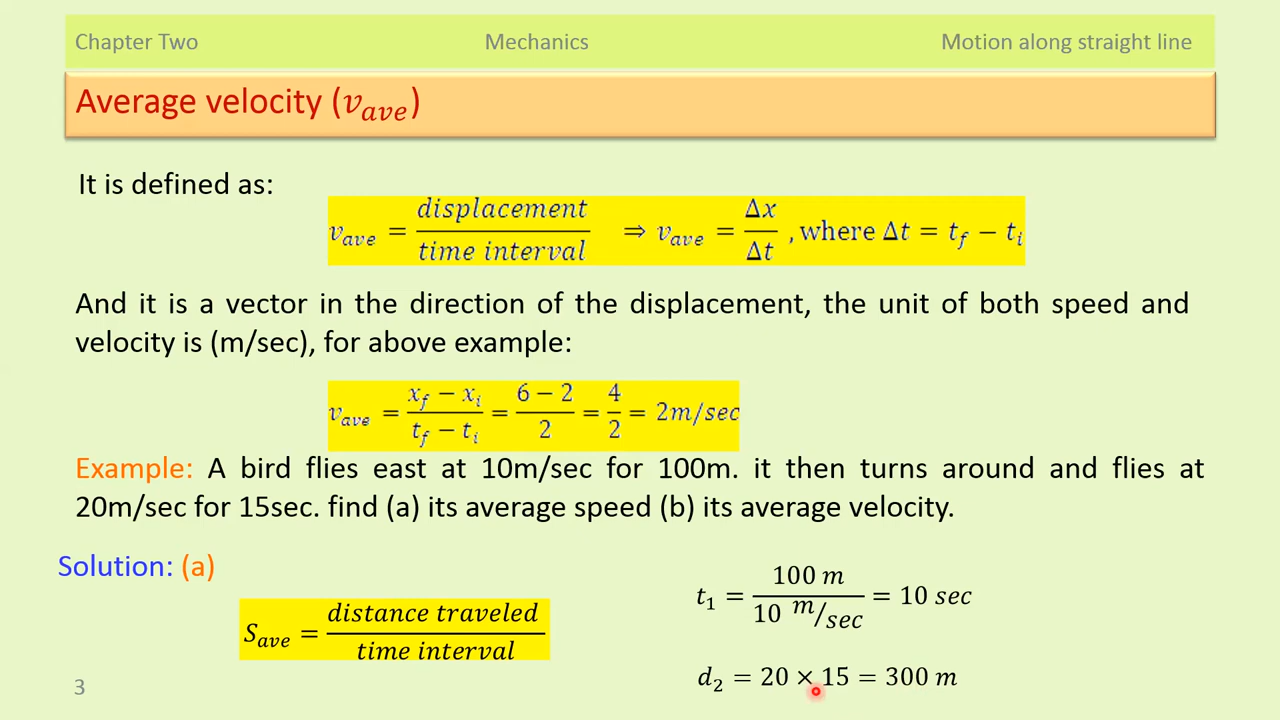 Chapter Two Mechanics Motion along straight line
Average velocity (v_ave)
It is defined as:
v_ave = displacement / time interval ⇒ v_ave = Δx / Δt , where Δt = t_f − t_i
And it is a vector in the direction of the displacement, the unit of both speed and
velocity is (m/sec), for above example:
v_ave = (x_f − x_i) / (t_f − t_i) = (6 − 2) / 2 = 4 / 2 = 2m/sec
Example: A bird flies east at 10m/sec for 100m. it then turns around and flies at
20m/sec for 15sec. find (a) its average speed (b) its average velocity.
Solution: (a)
S_ave = distance traveled / time interval
t_1 = 100 m / 10 m/sec = 10 sec
d_2 = 20 × 15 = 300 m
3